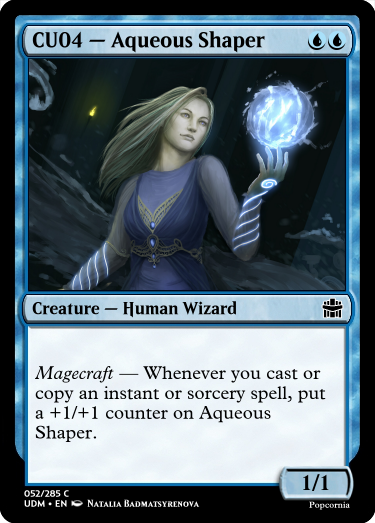 CU04 — Aqueous Shaper
Creature — Human Wizard
Magecraft — Whenever you cast or
copy an instant or sorcery spell, put
a +1/+1 counter on Aqueous
Shaper.
1/1
052/285 C
UDM • EN Natalia Badmatsyrenova
Popcornia